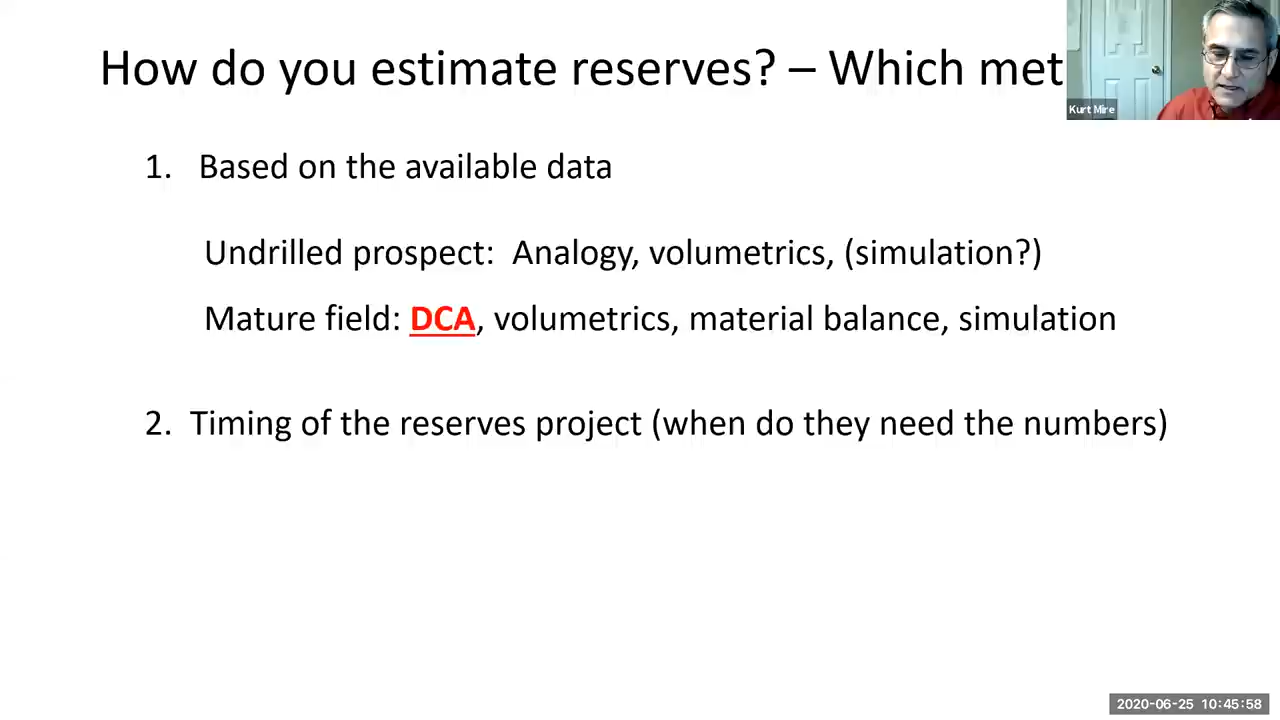 How do you estimate reserves? – Which met
Kurt Mire
1. Based on the available data
Undrilled prospect: Analogy, volumetrics, (simulation?)
Mature field: DCA, volumetrics, material balance, simulation
2. Timing of the reserves project (when do they need the numbers)
2020-06-25 10:45:58